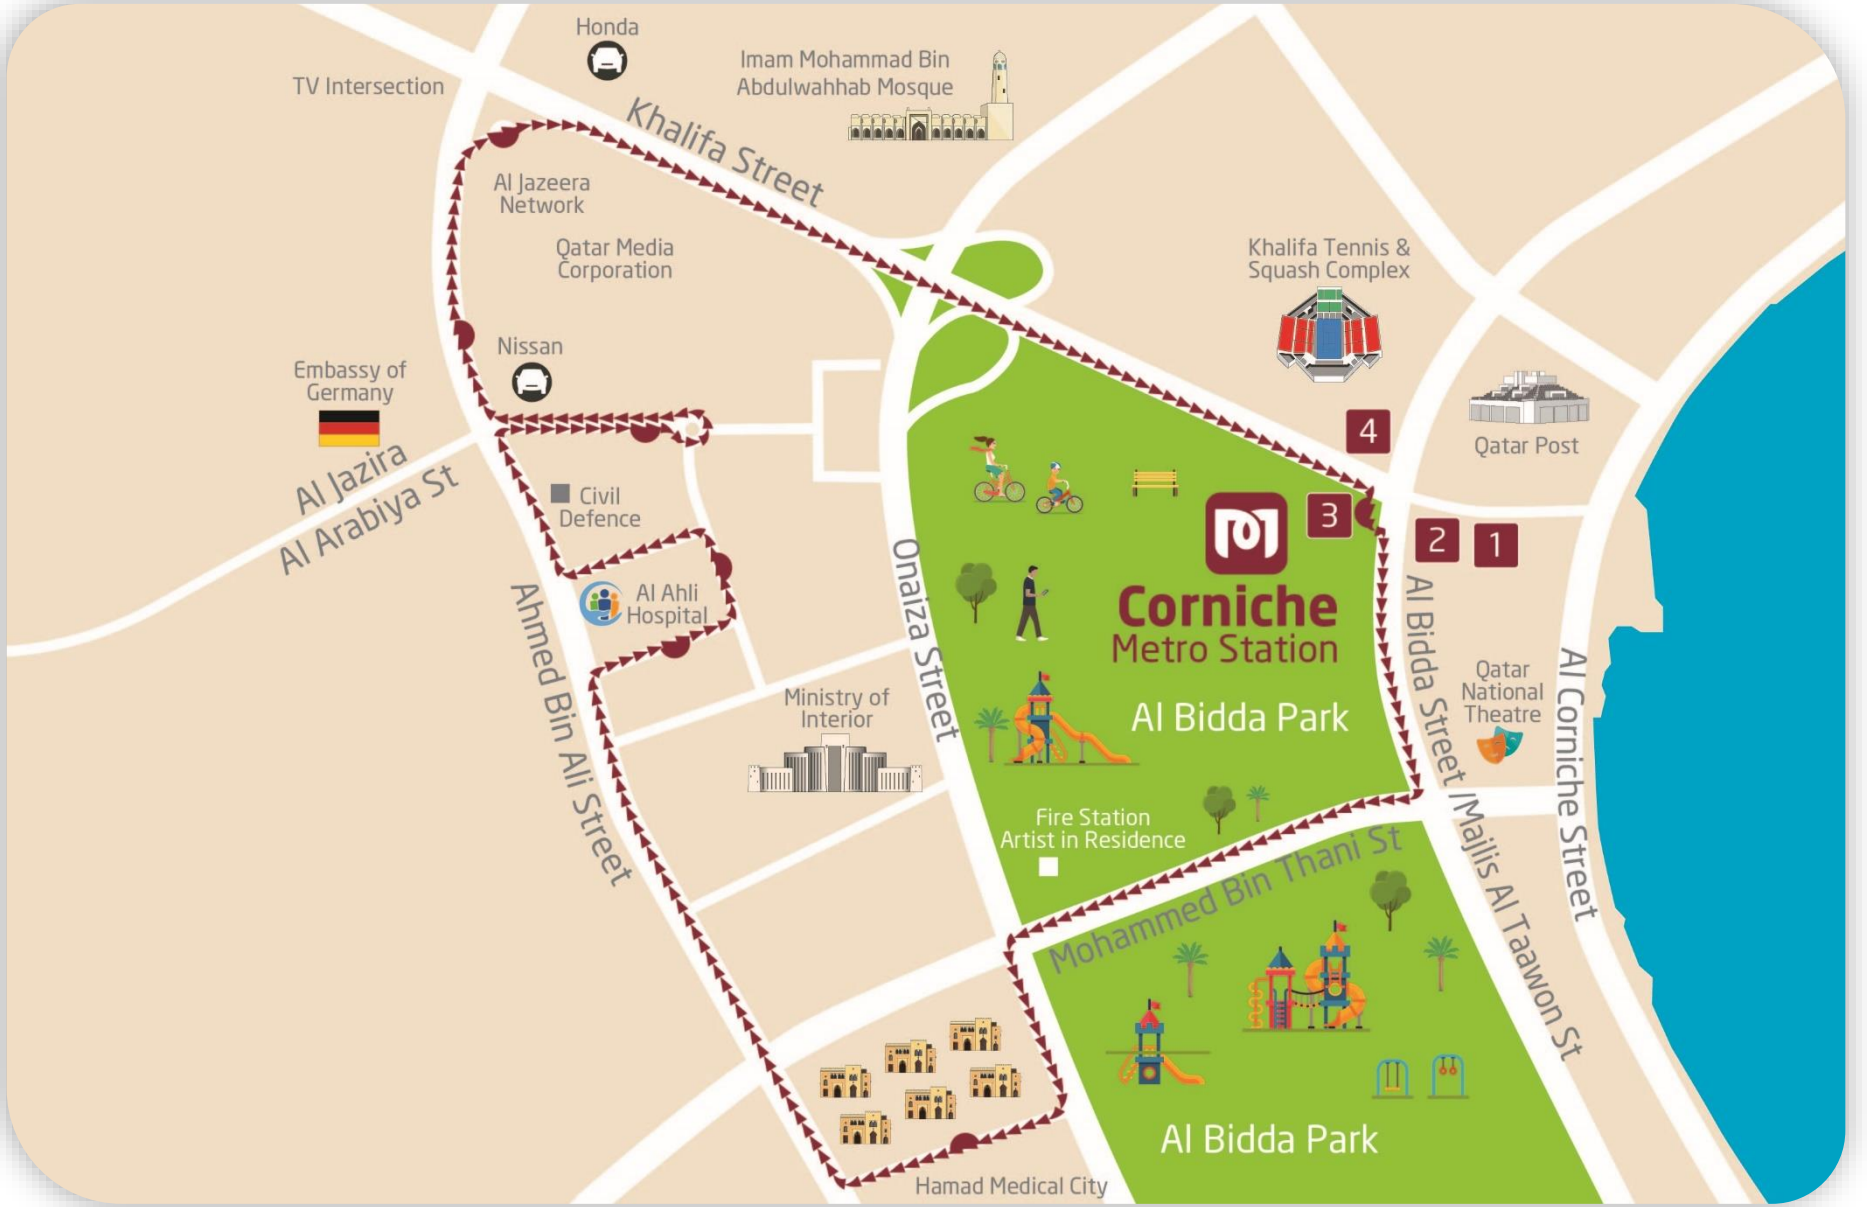 Honda
TV Intersection
Imam Mohammad Bin
Abdulwahhab Mosque
Khalifa Street
Al Jazeera
Network
Qatar Media
Corporation
Khalifa Tennis &
Squash Complex
Nissan
Embassy of
Germany
Al Jazira
Al Arabiya St
4
Qatar Post
Civil
Defence
3
2
1
Al Ahli
Hospital
Onaiza Street
Corniche
Metro Station
Al Bidda Park
Al Bidda Street /Majlis Al Taawon St
Qatar
National
Theatre
Al Corniche Street
Ahmed Bin Ali Street
Ministry of
Interior
Fire Station
Artist in Residence
Mohammed Bin Thani St
Al Bidda Park
Hamad Medical City